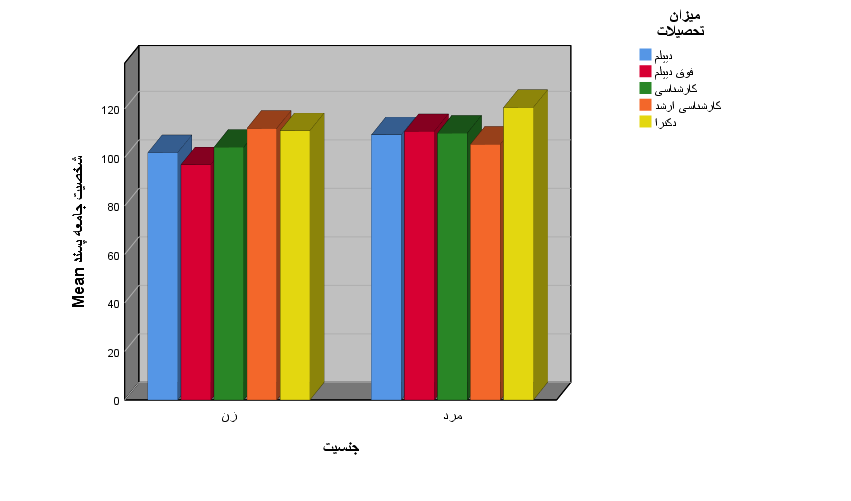 میزان
تحصیلات
دیپلم
فوق دیپلم
کارشناسی
کارشناسی ارشد
دکترا
Mean شخصیت جامعه پسند
120
100
80
60
40
20
0
زن
مرد
جنسیت